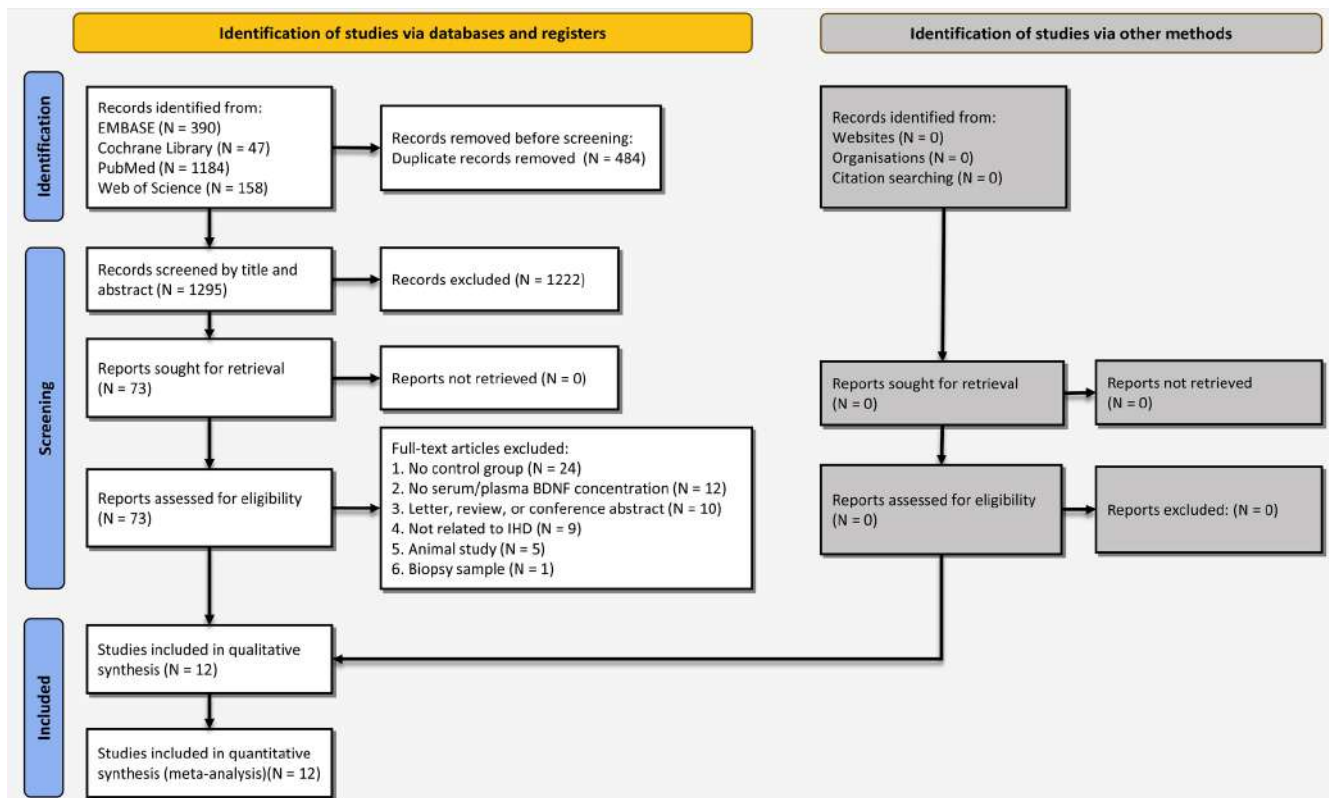 Identification of studies via databases and registers
Identification of studies via other methods
Identification
Records identified from:
EMBASE (N = 390)
Cochrane Library (N = 47)
PubMed (N = 1184)
Web of Science (N = 158)
Records removed before screening:
Duplicate records removed (N = 484)
Records identified from:
Websites (N = 0)
Organisations (N = 0)
Citation searching (N = 0)
Screening
Records screened by title and
abstract (N = 1295)
Records excluded (N = 1222)
Reports sought for retrieval
(N = 73)
Reports not retrieved (N = 0)
Reports sought for retrieval
(N = 0)
Reports not retrieved
(N = 0)
Reports assessed for eligibility
(N = 73)
Full-text articles excluded:
1. No control group (N = 24)
2. No serum/plasma BDNF concentration (N = 12)
3. Letter, review, or conference abstract (N = 10)
4. Not related to IHD (N = 9)
5. Animal study (N = 5)
6. Biopsy sample (N = 1)
Reports assessed for eligibility
(N = 0)
Reports excluded: (N = 0)
Included
Studies included in qualitative
synthesis (N = 12)
Studies included in quantitative
synthesis (meta-analysis)(N = 12)